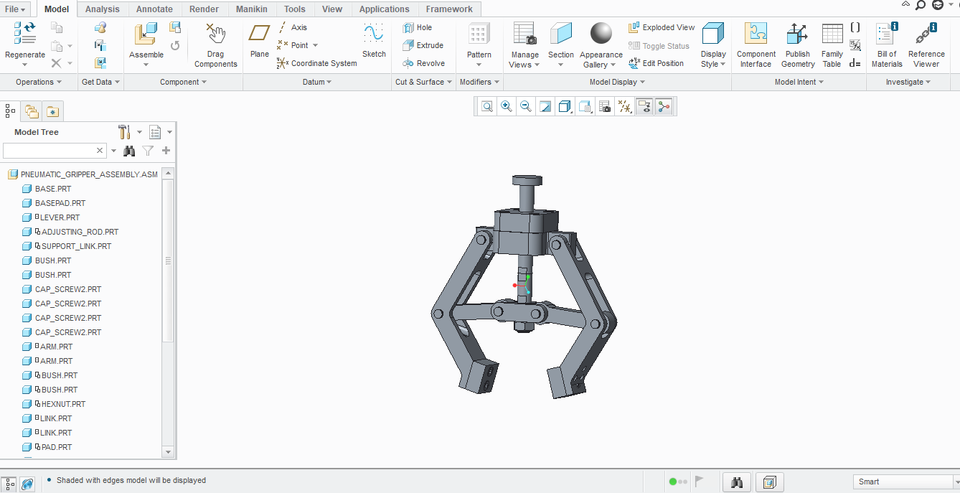 File
Model
Analysis
Annotate
Render
Manikin
Tools
View
Applications
Framework
Regenerate
Assemble
Drag
Components
Plane
Axis
Point
Coordinate System
Sketch
Hole
Extrude
Revolve
Pattern
Manage
Views
Section
Appearance
Gallery
Exploded View
Toggle Status
Edit Position
Display
Style
Component
Interface
Publish
Geometry
Family
Table
d=
Bill of
Materials
Reference
Viewer
Operations
Get Data
Component
Datum
Cut & Surface
Modifiers
Model Display
Model Intent
Investigate
Model Tree
PNEUMATIC_GRIPPER_ASSEMBLY.ASM
BASE.PRT
BASEPAD.PRT
LEVER.PRT
ADJUSTING_ROD.PRT
SUPPORT_LINK.PRT
BUSH.PRT
BUSH.PRT
CAP_SCREW2.PRT
CAP_SCREW2.PRT
CAP_SCREW2.PRT
CAP_SCREW2.PRT
ARM.PRT
ARM.PRT
BUSH.PRT
BUSH.PRT
HEXNUT.PRT
LINK.PRT
LINK.PRT
PAD.PRT
Shaded with edges model will be displayed
Smart